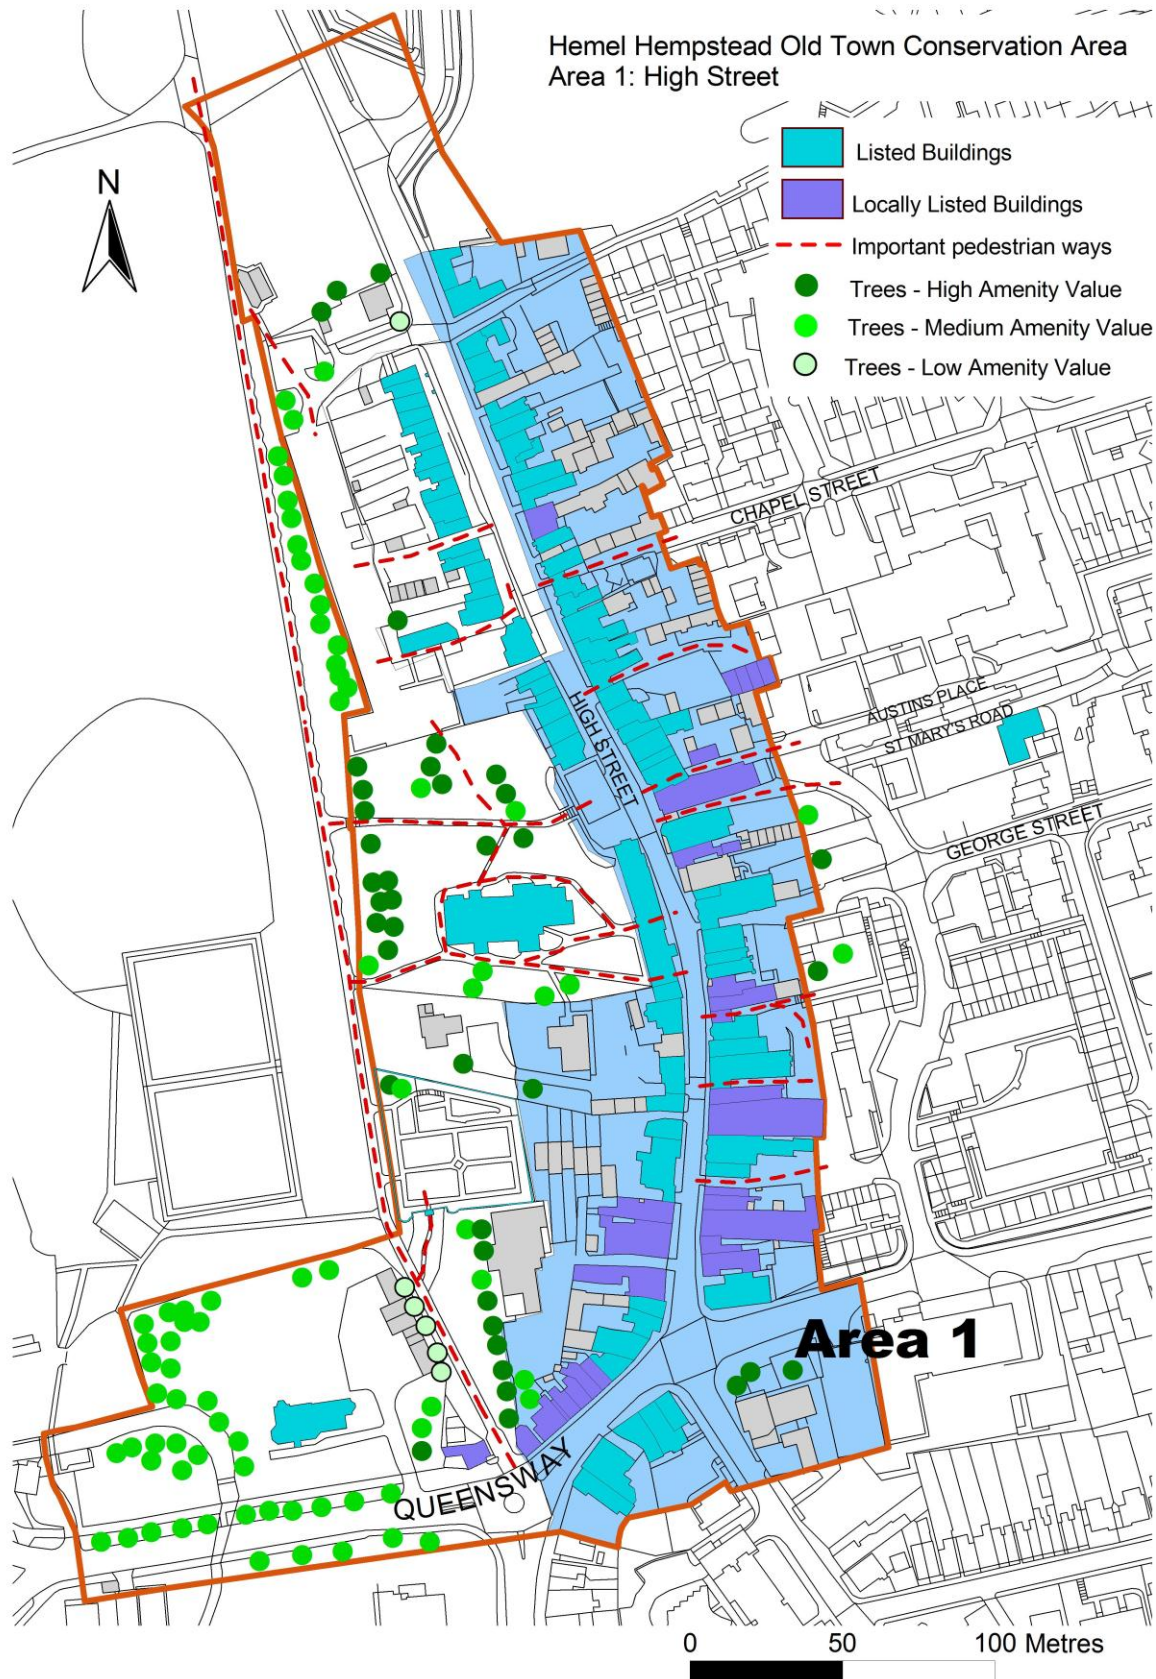 Hemel Hempstead Old Town Conservation Area
Area 1: High Street
N
Listed Buildings
Locally Listed Buildings
Important pedestrian ways
Trees - High Amenity Value
Trees - Medium Amenity Value
Trees - Low Amenity Value
CHAPEL STREET
AUSTINS PLACE
ST MARY'S ROAD
HIGH STREET
GEORGE STREET
Area 1
QUEENSWAY
0 50 100 Metres